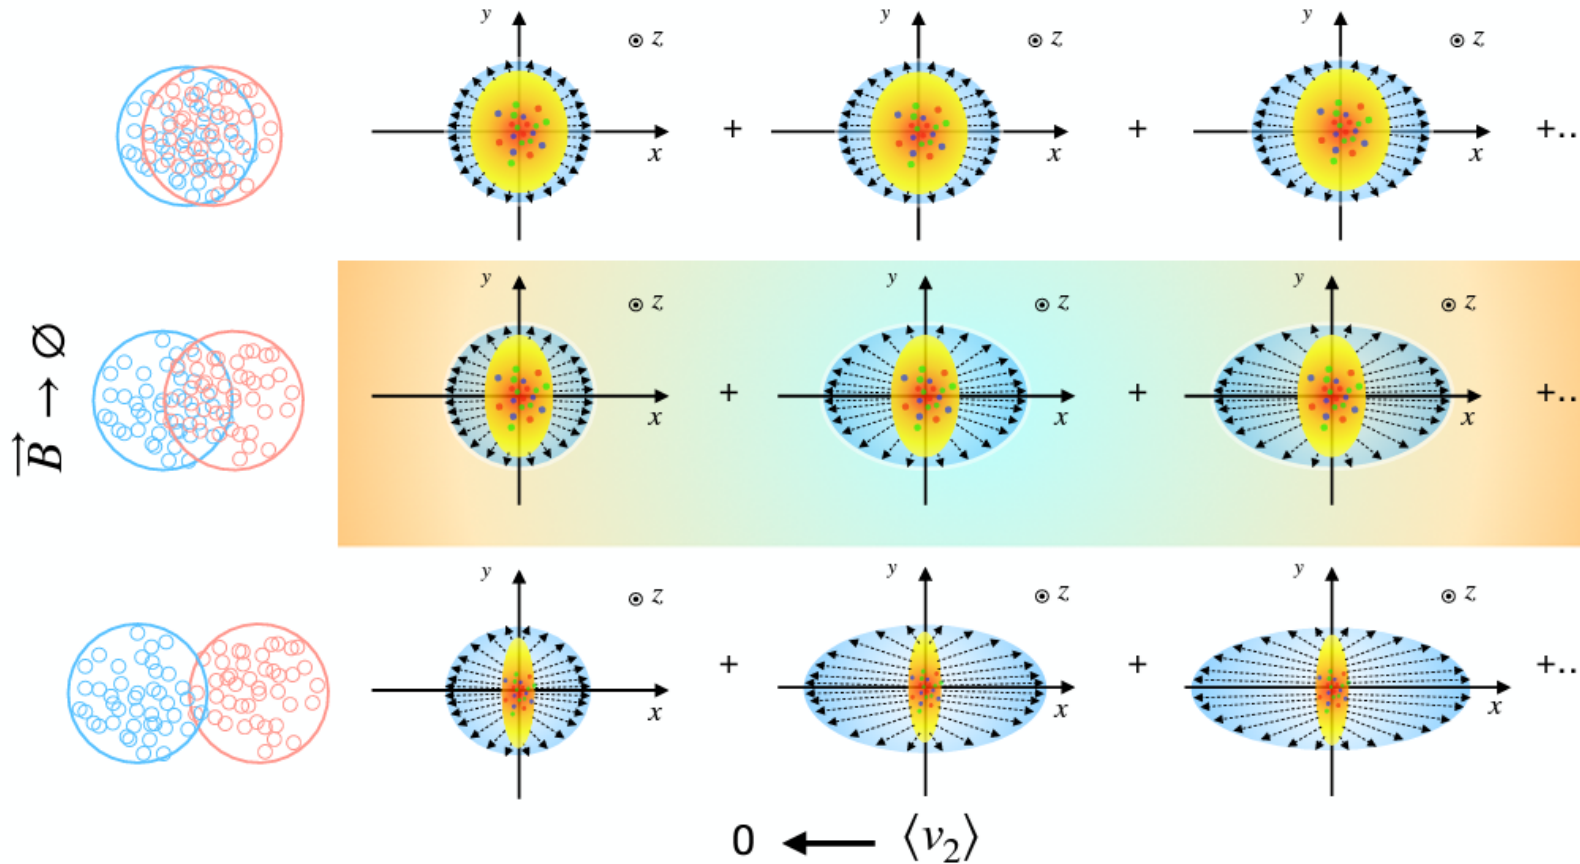 y ⊙ z x + y ⊙ z x + y ⊙ z x +..
B⃗ → ∅
y ⊙ z x + y ⊙ z x + y ⊙ z x +..
y ⊙ z x + y ⊙ z x + y ⊙ z x +..
0 ← ⟨v₂⟩